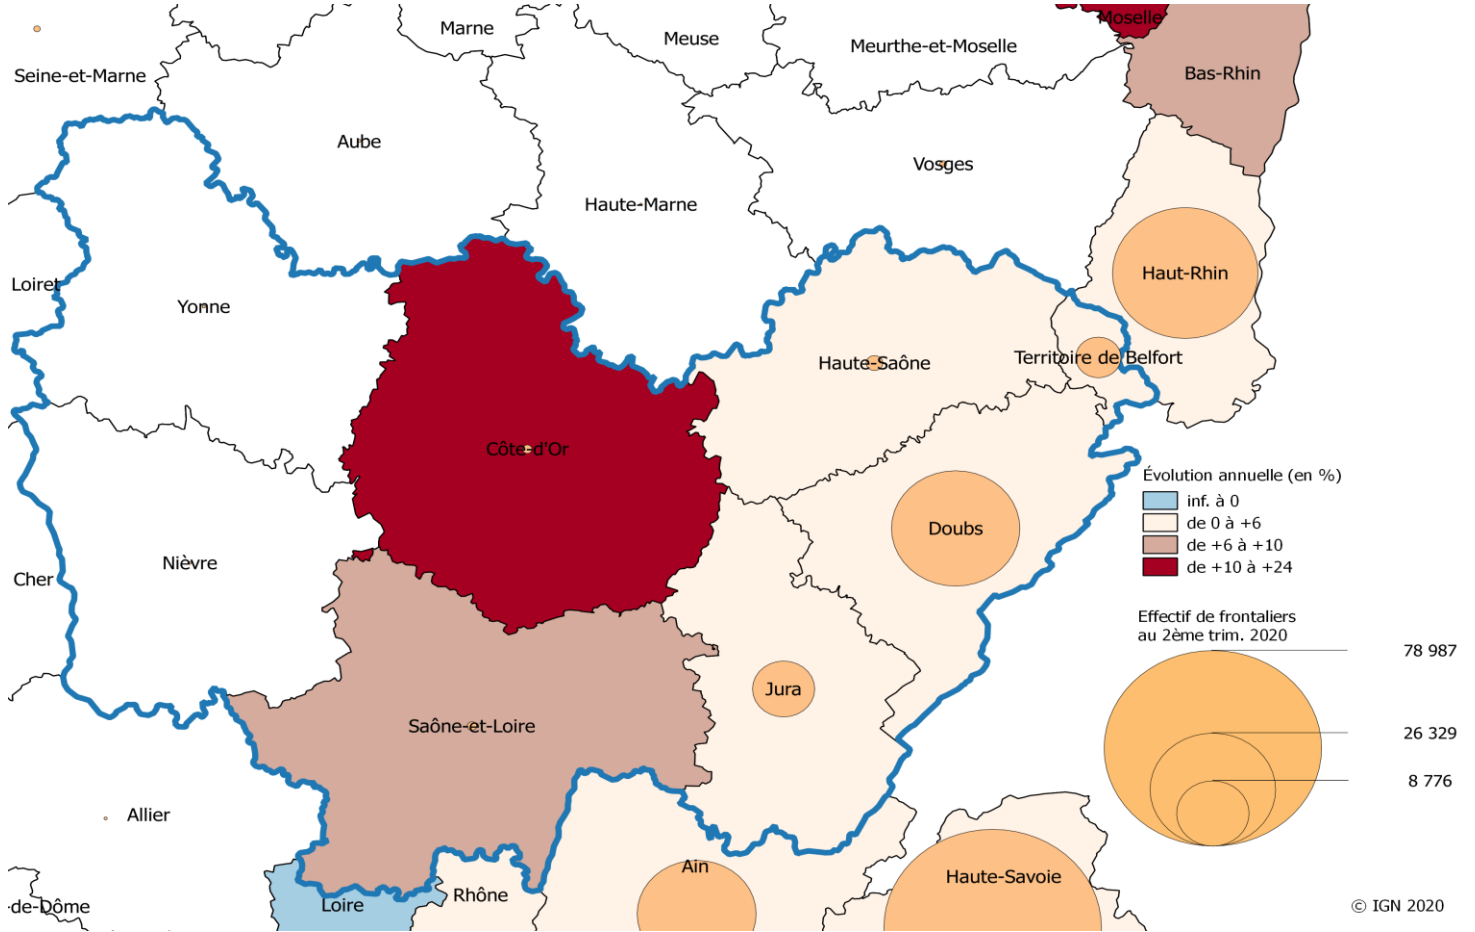 Moselle
Marne
Meuse
Meurthe-et-Moselle
Seine-et-Marne
Bas-Rhin
Aube
Vosges
Haute-Marne
Haut-Rhin
Loiret
Yonne
Haute-Saône
Territoire de Belfort
Côte-d'Or
Doubs
Nièvre
Cher
Jura
Saône-et-Loire
Allier
Ain
Haute-Savoie
Rhône
Loire
-de-Dôme
Évolution annuelle (en %)
inf. à 0
de 0 à +6
de +6 à +10
de +10 à +24
Effectif de frontaliers
au 2ème trim. 2020
78 987
26 329
8 776
© IGN 2020